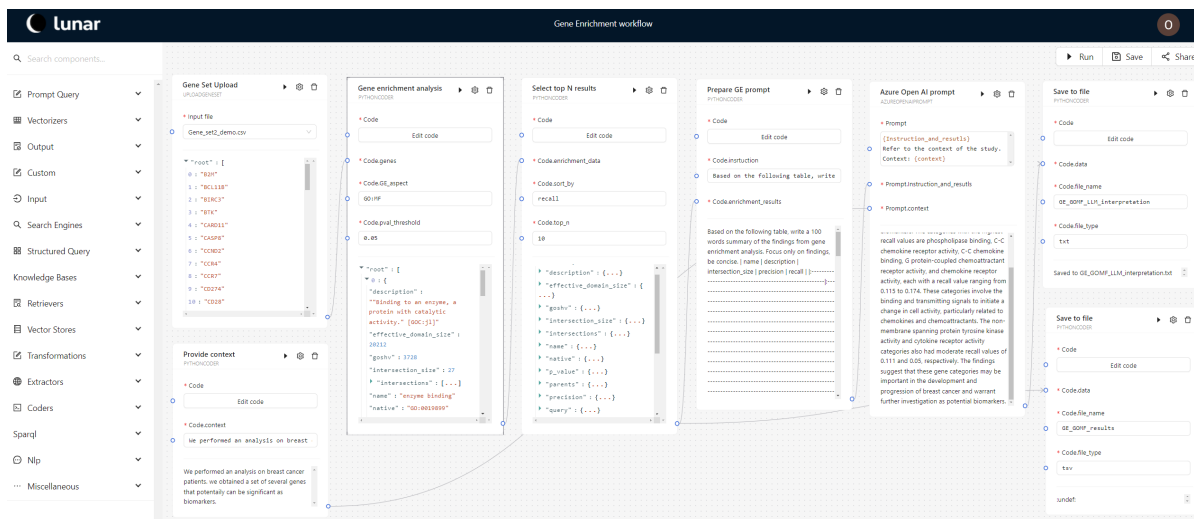 lunar
Gene Enrichment workflow
O
Search components...
Run
Save
Share
Prompt Query
Vectorizers
Output
Custom
Input
Search Engines
Structured Query
Knowledge Bases
Retrievers
Vector Stores
Transformations
Extractors
Coders
Sparql
Nlp
Miscellaneous
Gene Set Upload
UPLOADGENESET
* Input file
Gene_set2_demo.csv
"root" : [
0 : "B2M"
1 : "BCL11B"
2 : "BIRC3"
3 : "BTK"
4 : "CARD11"
5 : "CASP8"
6 : "CCND2"
7 : "CCR4"
8 : "CCR7"
9 : "CD274"
10 : "CD28"
Provide context
PYTHONCODER
* Code
Edit code
* Code.context
We performed an analysis on breast
We performed an analysis on breast cancer
patients. we obtained a set of several genes
that potentaily can be significant as
biomarkers.
Gene enrichment analysis
PYTHONCODER
* Code
Edit code
* Code.genes
* Code.GE_aspect
GO:MF
* Code.pval_threshold
0.05
"root" : [
0 : {
"description" :
""Binding to an enzyme, a
protein with catalytic
activity." [GOC:jl]"
"effective_domain_size" :
20212
"goshv" : 3728
"intersection_size" : 27
"intersections" : [...]
"name" : "enzyme binding"
"native" : "GO:0019899"
Select top N results
PYTHONCODER
* Code
Edit code
* Code.enrichment_data
* Code.sort_by
recall
* Code.top_n
10
"description" : {...}
"effective_domain_size" : {
...}
"goshv" : {...}
"intersection_size" : {...}
"intersections" : {...}
"name" : {...}
"native" : {...}
"p_value" : {...}
"parents" : {...}
"precision" : {...}
"query" : {...}
Prepare GE prompt
PYTHONCODER
* Code
Edit code
* Code.insrtuction
Based on the following table, write
* Code.enrichment_results
Based on the following table, write a 100
words summary of the findings from gene
enrichment analysis. Focus only on findings.
be concise. | name | description |
intersection_size | precision | recall | |---------
Azure Open Ai prompt
AZUREOPENAIPROMPT
* Prompt
{Instruction_and_resutls}
Refer to the context of the study.
Context: {context}
* Prompt.Instruction_and_resutls
* Prompt.context
recall values are phospholipase binding, C-C
chemokine receptor activity, C-C chemokine
binding, G protein-coupled chemoattractant
receptor activity, and chemokine receptor
activity, each with a recall value ranging from
0.115 to 0.174. These categories involve the
binding and transmitting signals to initiate a
change in cell activity, particularly related to
chemokines and chemoattractants. The non-
membrane spanning protein tyrosine kinase
activity and cytokine receptor activity
categories also had moderate recall values of
0.111 and 0.05, respectively. The findings
suggest that these gene categories may be
important in the development and
progression of breast cancer and warrant
further investigation as potential biomarkers.
Save to file
PYTHONCODER
* Code
Edit code
* Code.data
* Code.file_name
GE_GOMF_LLM_interpretation
* Code.file_type
txt
Saved to GE_GOMF_LLM_interpretation.txt
Save to file
PYTHONCODER
* Code
Edit code
* Code.data
* Code.file_name
GE_GOMF_results
* Code.file_type
tsv
:undef: